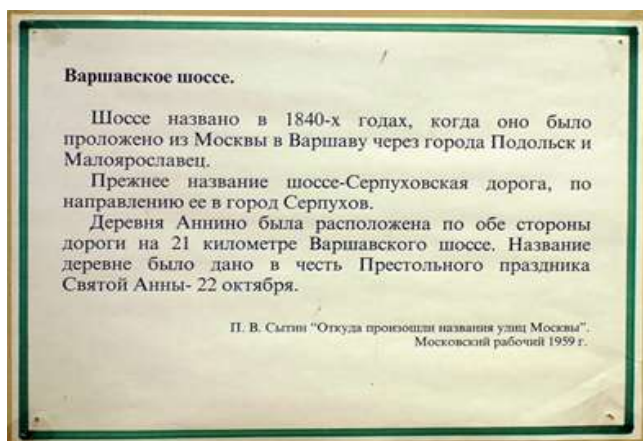 Варшавское шоссе.
Шоссе названо в 1840-х годах, когда оно было
проложено из Москвы в Варшаву через города Подольск и
Малоярославец.
Прежнее название шоссе-Серпуховская дорога, по
направлению ее в город Серпухов.
Деревня Аннино была расположена по обе стороны
дороги на 21 километре Варшавского шоссе. Название
деревне было дано в честь Престольного праздника
Святой Анны- 22 октября.
П. В. Сытин “Откуда произошли названия улиц Москвы”.
Московский рабочий 1959 г.